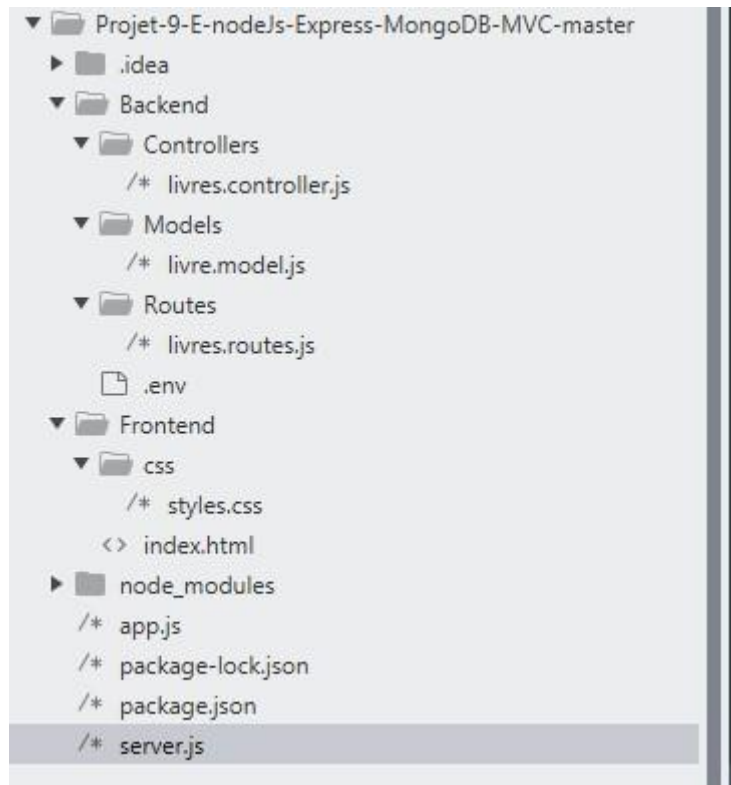 Projet-9-E-nodeJs-Express-MongoDB-MVC-master
.idea
Backend
Controllers
/* livres.controller.js
Models
/* livre.model.js
Routes
/* livres.routes.js
.env
Frontend
css
/* styles.css
<> index.html
node_modules
/* app.js
/* package-lock.json
/* package.json
/* server.js